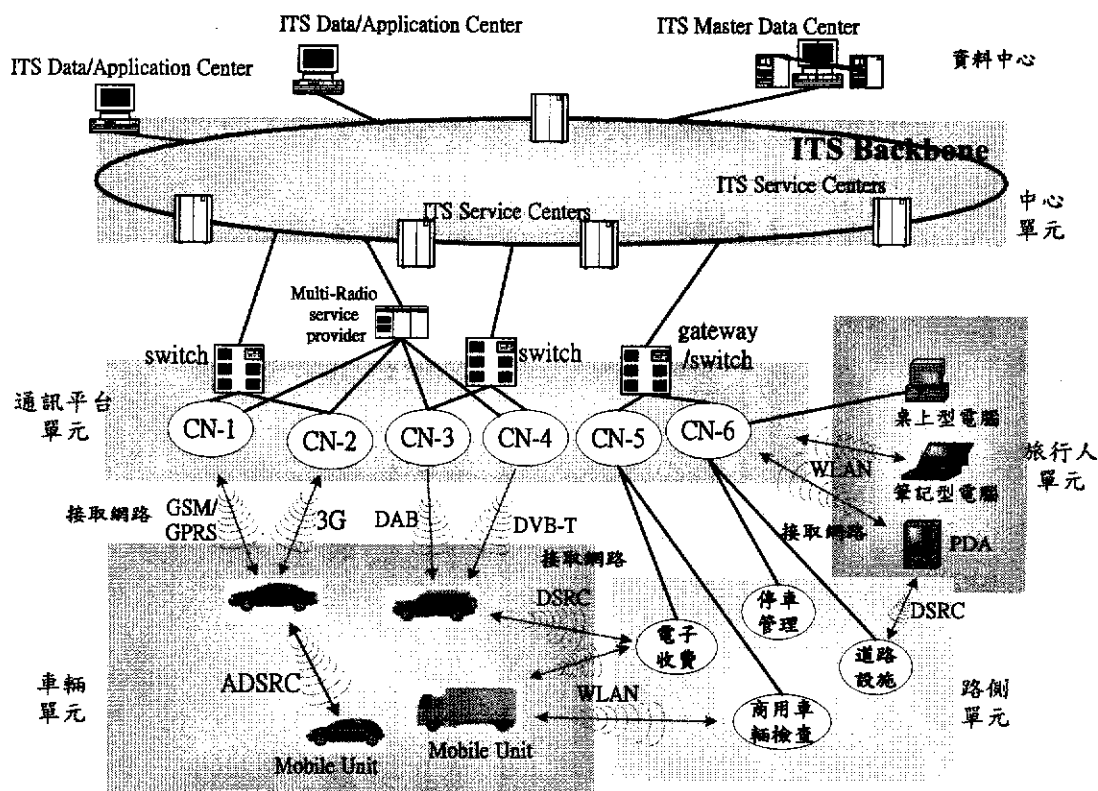 ITS Data/Application Center
ITS Master Data Center
ITS Data/Application Center
資料中心
ITS Backbone
ITS Service Centers
ITS Service Centers
中心
單元
Multi-Radio
service
provider
switch
switch
gateway
/switch
通訊平台
單元
CN-1
CN-2
CN-3
CN-4
CN-5
CN-6
桌上型電腦
WLAN
筆記型電腦
旅行人
單元
接取網路
GSM/
GPRS
3G
DAB
DVB-T
接取網路
接取網路
PDA
DSRC
DSRC
電子
收費
停車
管理
道路
設施
車輛
單元
ADSRC
WLAN
商用車
輛檢查
路側
單元
Mobile Unit
Mobile Unit